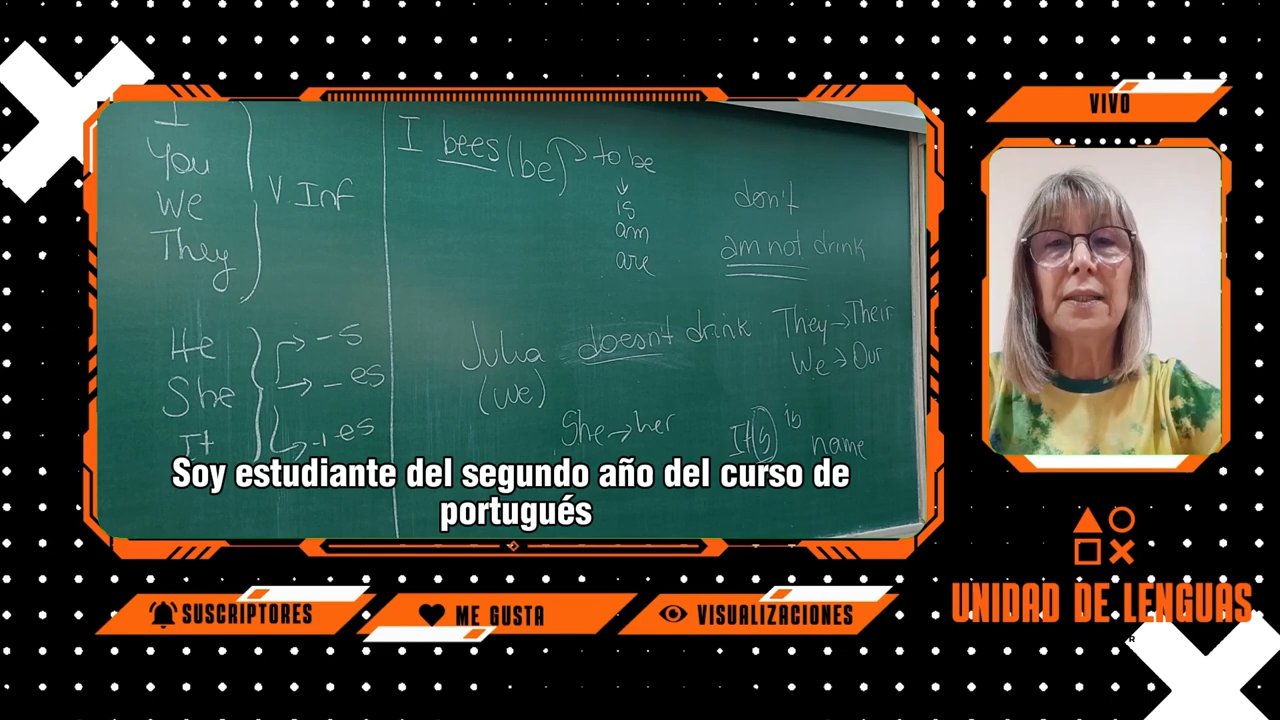 VIVO
I
You
We
They
V. Inf
He
She
It
-s
-es
-ies
I bees (be) to be
is
am
are
don't
am not drink
Julia doesn't drink
(we)
They→Their
We→Our
She→her
It(s) is name
Soy estudiante del segundo año del curso de
portugués
SUSCRIPTORES
ME GUSTA
VISUALIZACIONES
UNIDAD DE LENGUAS